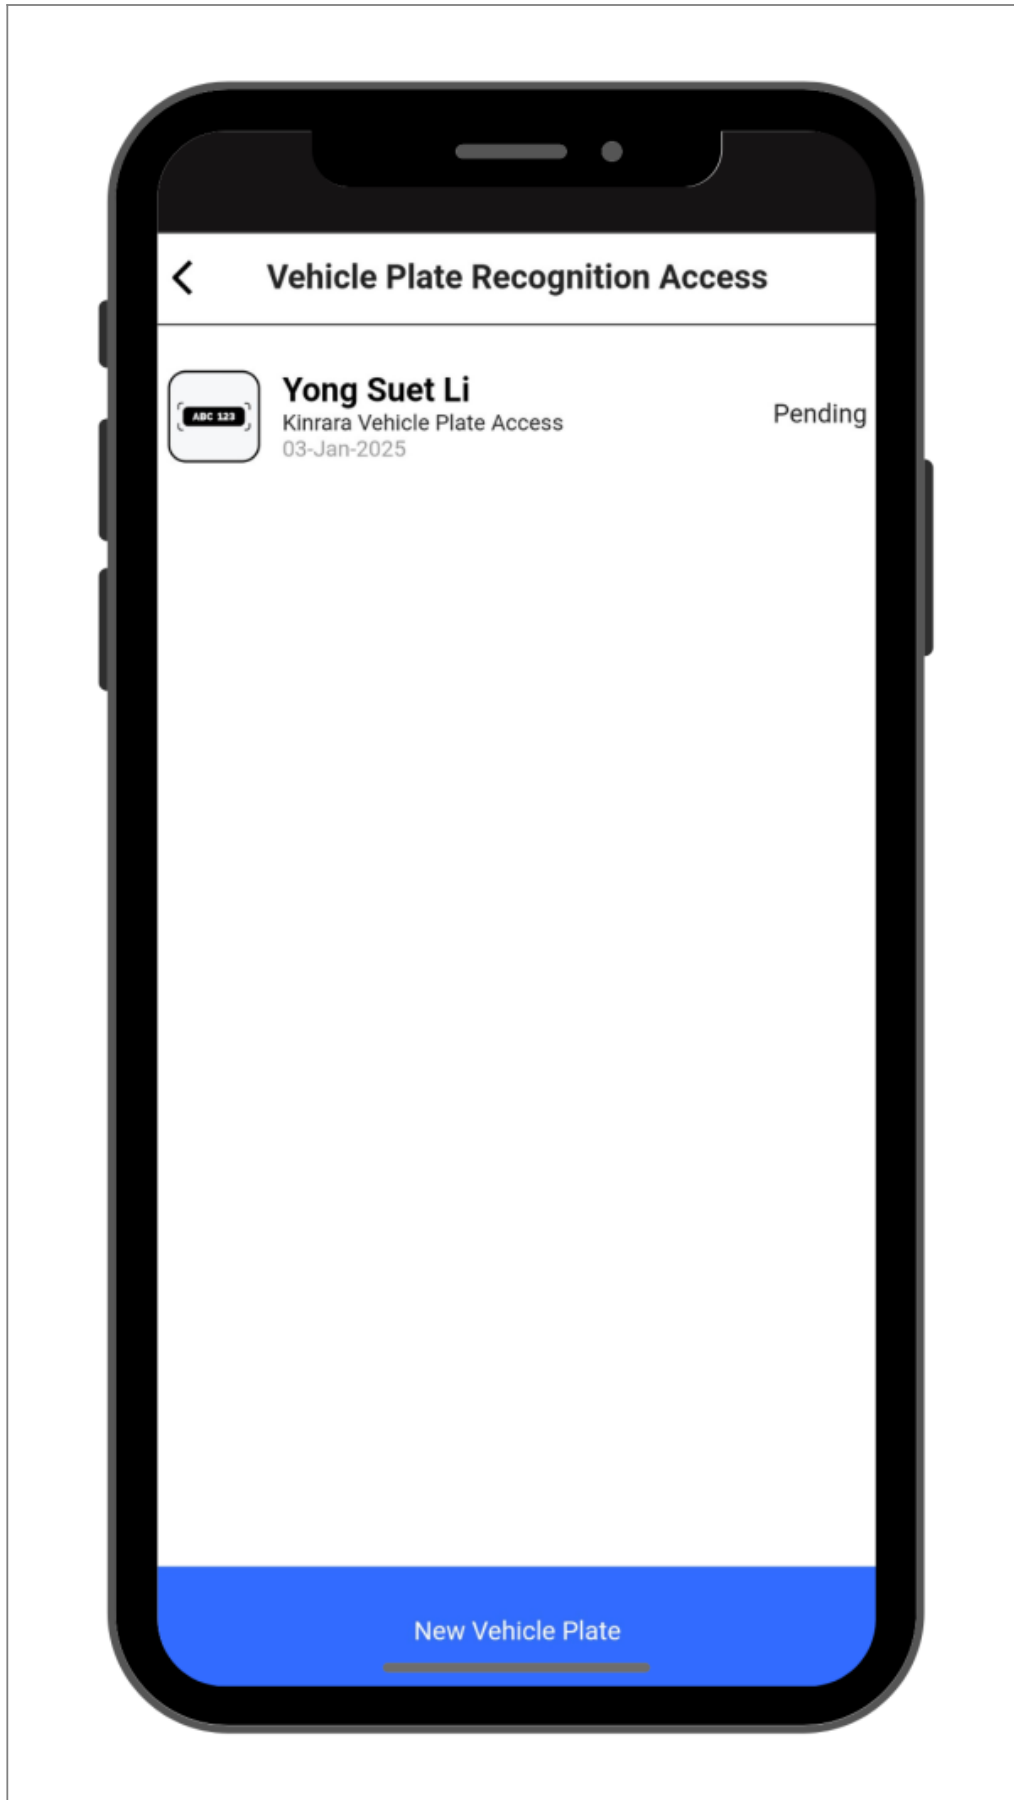 Vehicle Plate Recognition Access
Yong Suet Li
ABC 123
Kinrara Vehicle Plate Access
Pending
03-Jan-2025
New Vehicle Plate